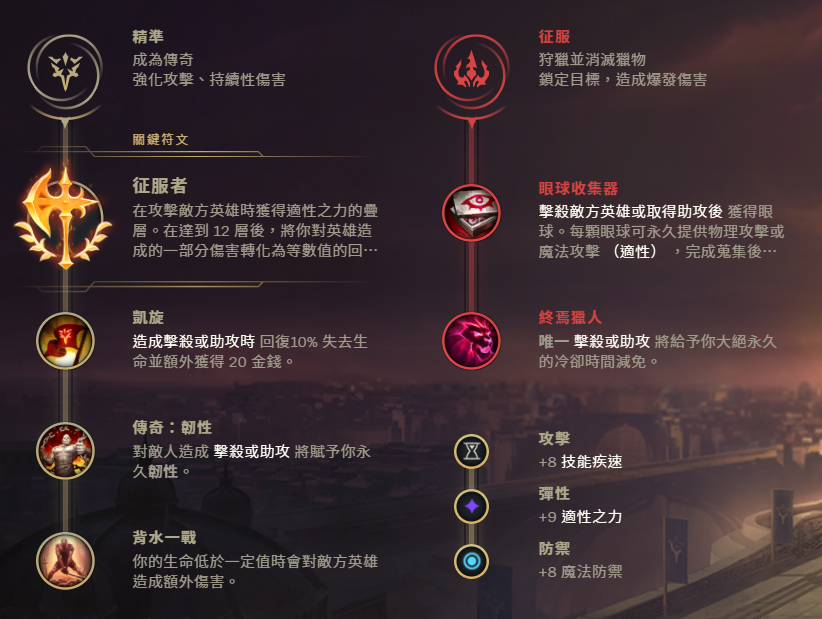 精準
成為傳奇
強化攻擊、持續性傷害
關鍵符文
征服者
在攻擊敵方英雄時獲得適性之力的疊
層。在達到 12 層後，將你對英雄造
成的一部分傷害轉化為等數值的回…
凱旋
造成擊殺或助攻時 回復10% 失去生
命並額外獲得 20 金錢。
傳奇：韌性
對敵人造成 擊殺或助攻 將賦予你永
久韌性。
背水一戰
你的生命低於一定值時會對敵方英雄
造成額外傷害。
征服
狩獵並消滅獵物
鎖定目標，造成爆發傷害
眼球收集器
擊殺敵方英雄或取得助攻後 獲得眼
球。每顆眼球可永久提供物理攻擊或
魔法攻擊 （適性） ，完成蒐集後…
終焉獵人
唯一 擊殺或助攻 將給予你大絕永久
的冷卻時間減免。
攻擊
+8 技能疾速
彈性
+9 適性之力
防禦
+8 魔法防禦